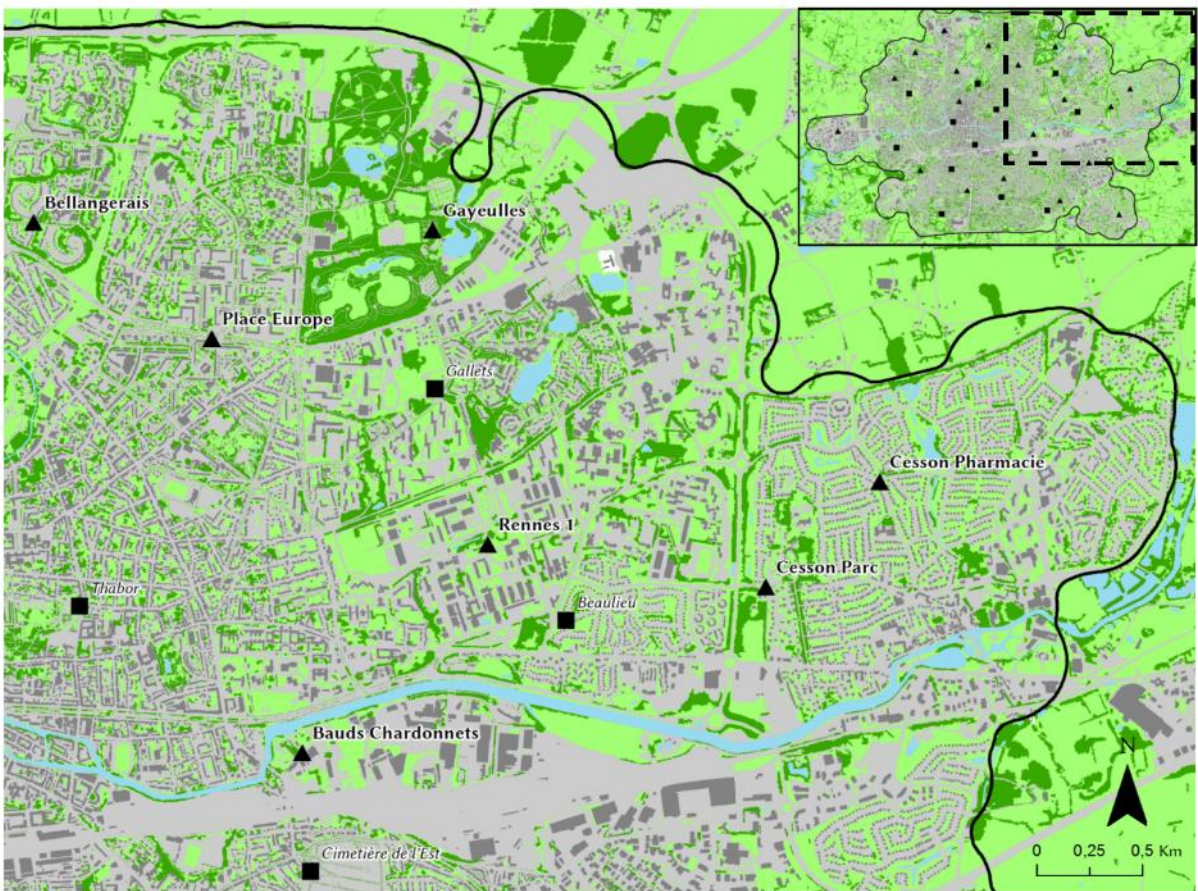 Bellangerais
Gayeulles
Place Europe
Gallets
Cesson Pharmacie
Rennes 1
Cesson Parc
Thabor
Beaulieu
Bauds Chardonnets
Cimetière de l'Est
N
0 0,25 0,5 Km